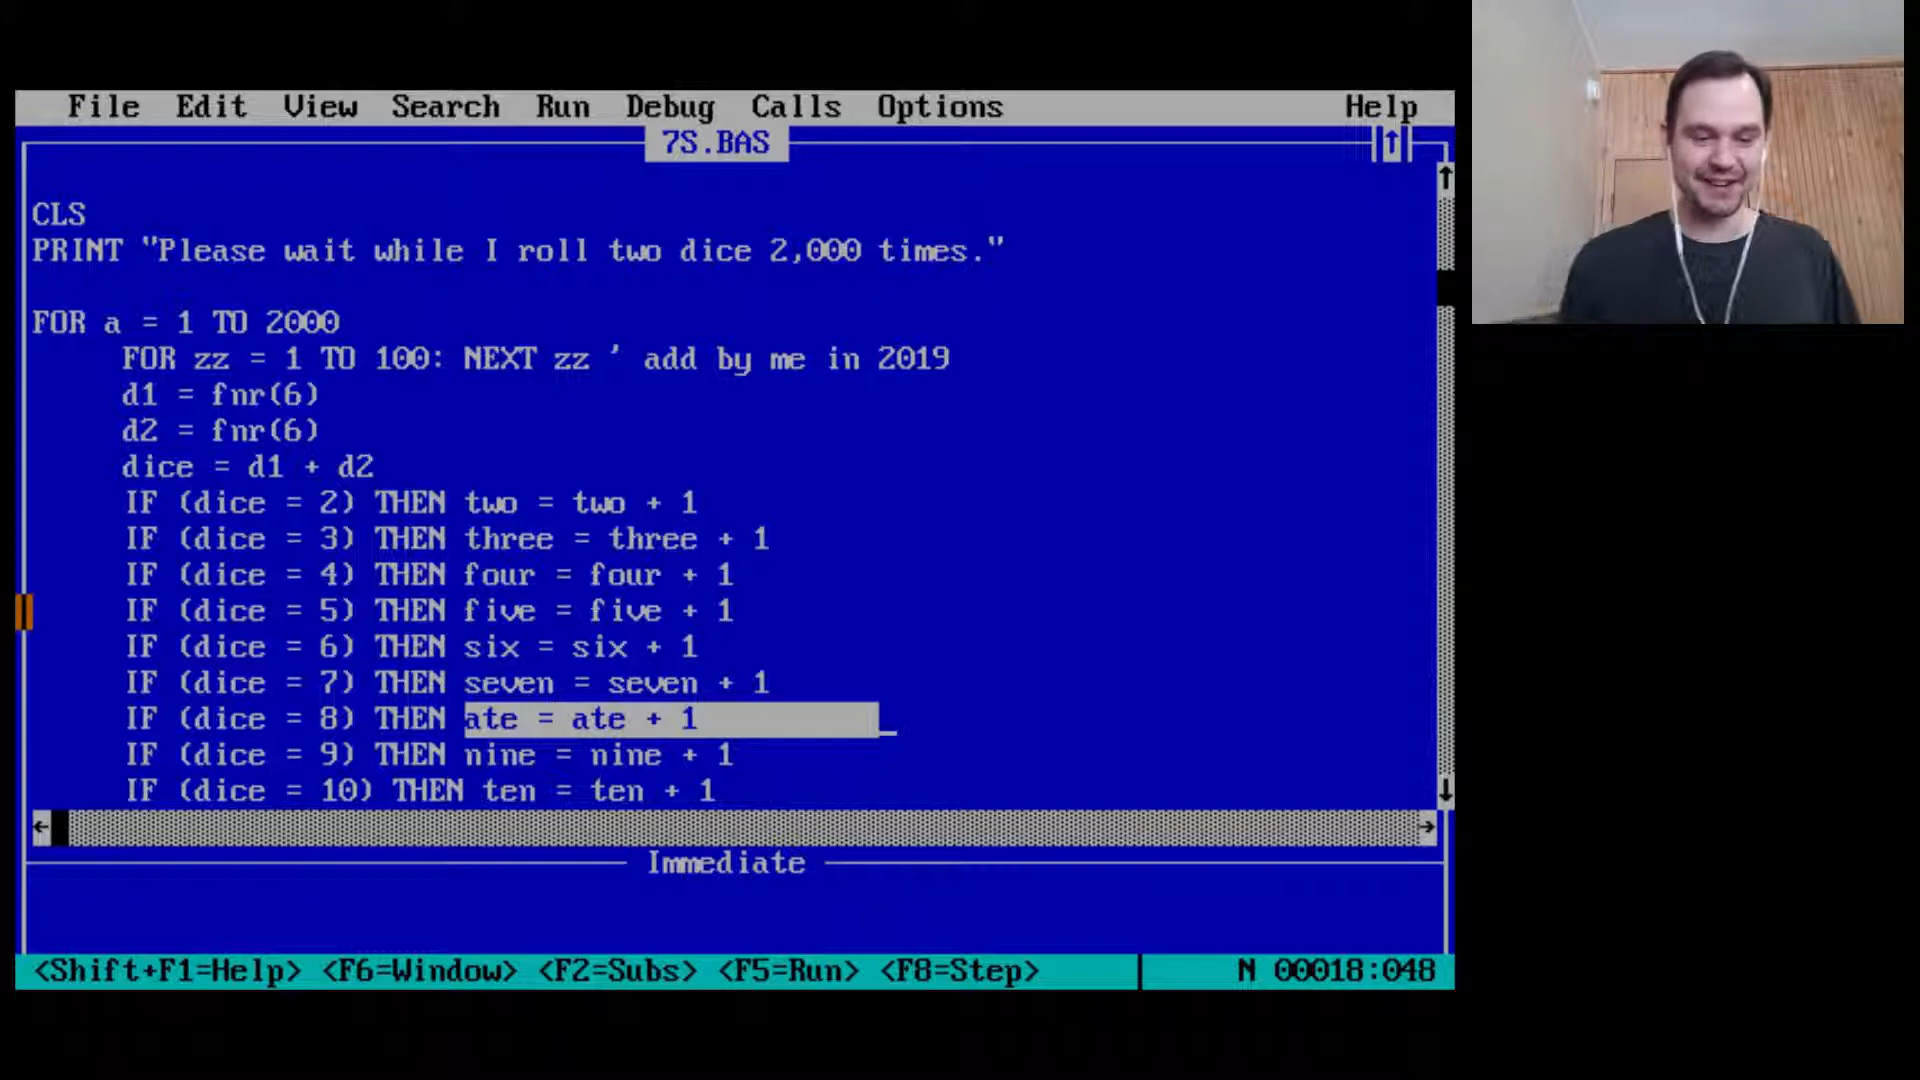 File Edit View Search Run Debug Calls Options Help
7S.BAS
CLS
PRINT "Please wait while I roll two dice 2,000 times."
FOR a = 1 TO 2000
FOR zz = 1 TO 100: NEXT zz ' add by me in 2019
d1 = fnr(6)
d2 = fnr(6)
dice = d1 + d2
IF (dice = 2) THEN two = two + 1
IF (dice = 3) THEN three = three + 1
IF (dice = 4) THEN four = four + 1
IF (dice = 5) THEN five = five + 1
IF (dice = 6) THEN six = six + 1
IF (dice = 7) THEN seven = seven + 1
IF (dice = 8) THEN ate = ate + 1
IF (dice = 9) THEN nine = nine + 1
IF (dice = 10) THEN ten = ten + 1
Immediate
<Shift+F1=Help> <F6=Window> <F2=Subs> <F5=Run> <F8=Step> N 00018:048